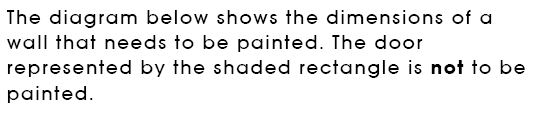 The diagram below shows the dimensions of a
wall that needs to be painted. The door
represented by the shaded rectangle is not to be
painted.